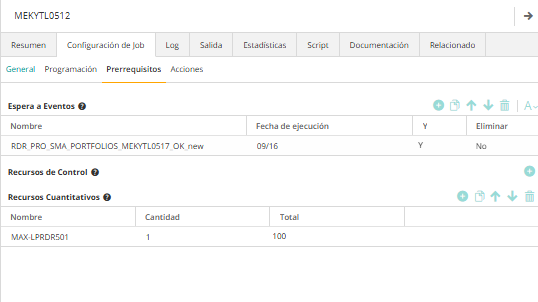 MEKYTL0512
Resumen Configuración de Job Log Salida Estadísticas Script Documentación Relacionado
General Programación Prerrequisitos Acciones
Espera a Eventos
A
Nombre Fecha de ejecución Y Eliminar
RDR_PRO_SMA_PORTFOLIOS_MEKYTL0517_OK_new 09/16 Y No
Recursos de Control
Recursos Cuantitativos
Nombre Cantidad Total
MAX-LPRDR501 1 100